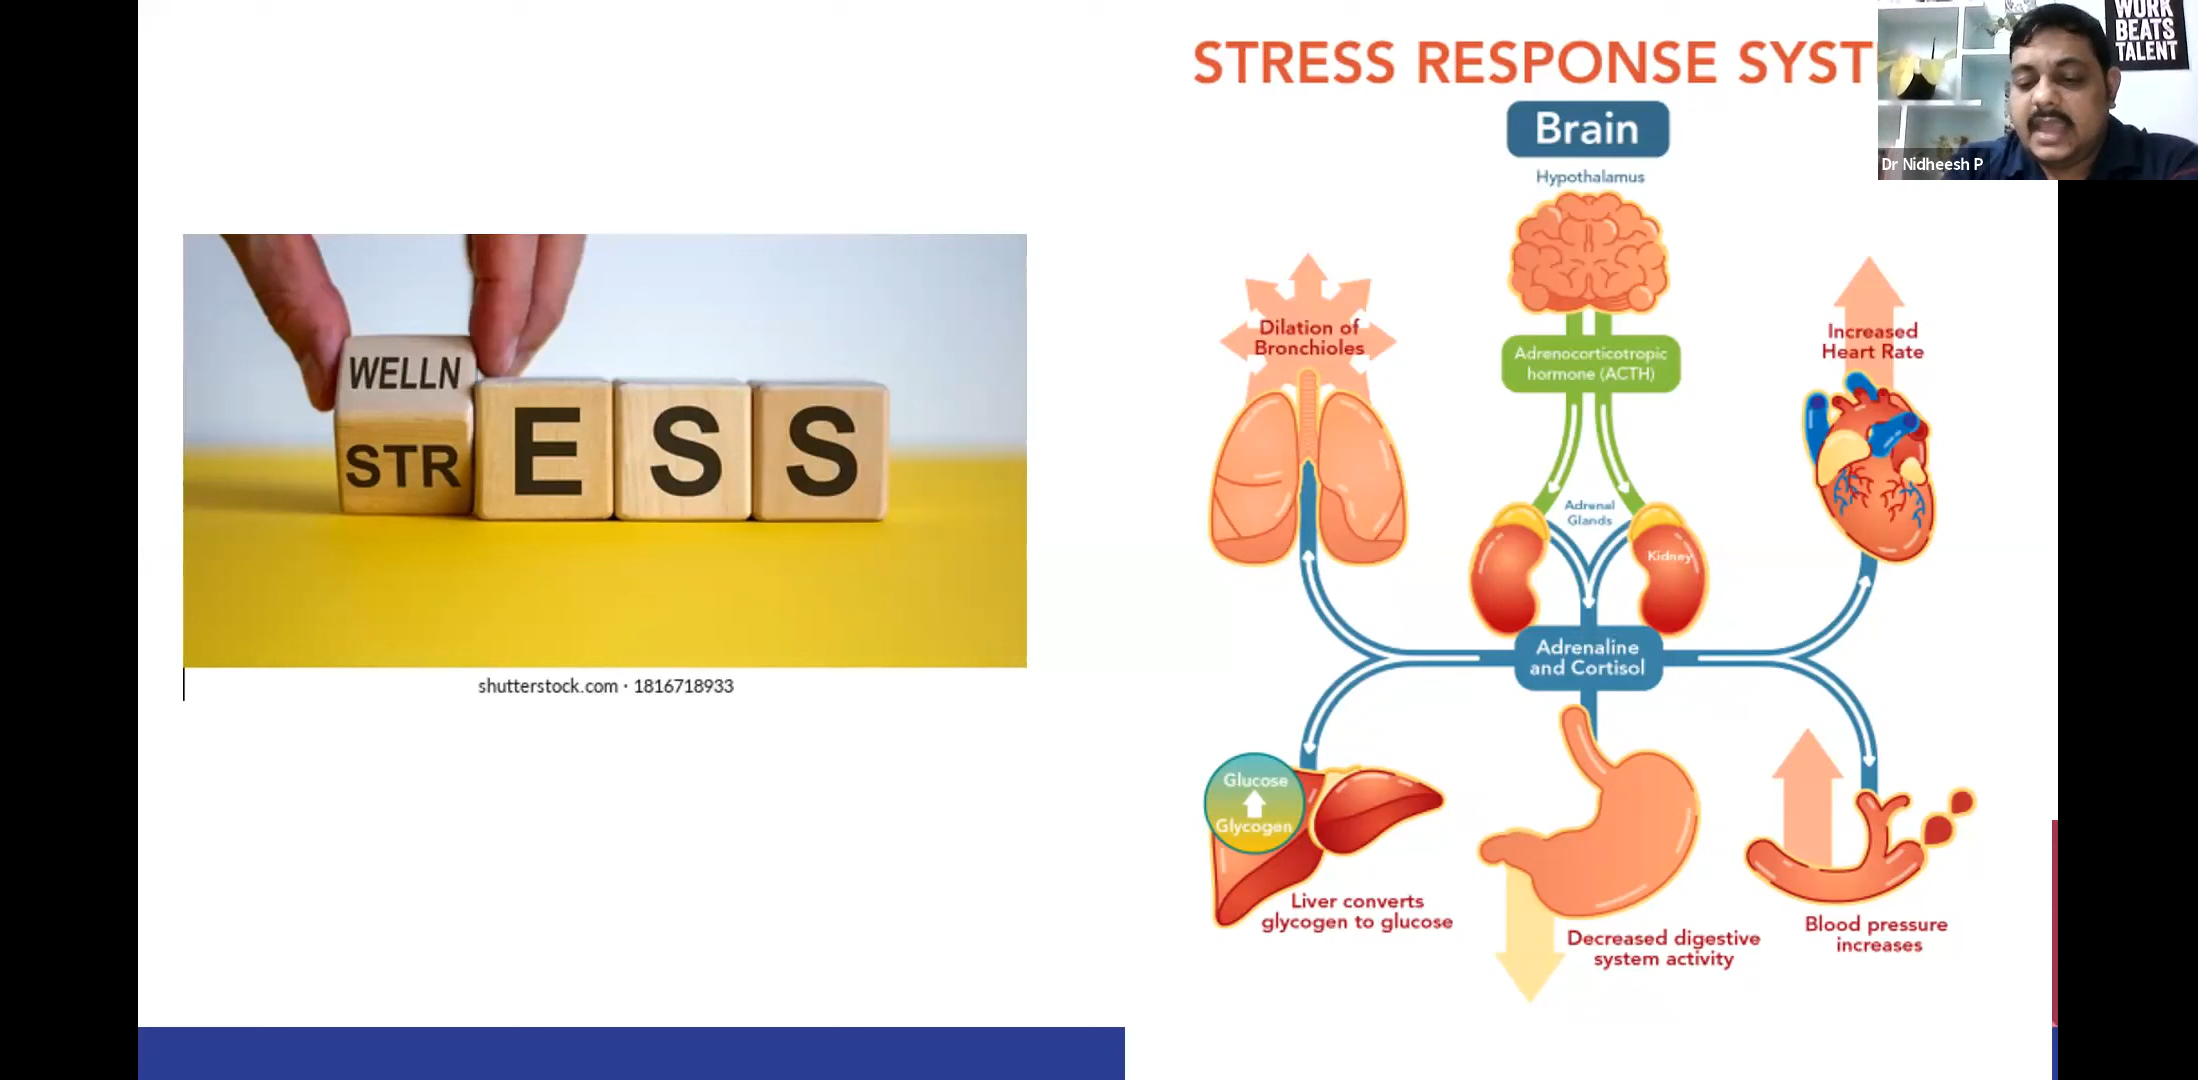 WELLN
STR E S S
shutterstock.com · 1816718933
STRESS RESPONSE SYST
Brain
Hypothalamus
Dilation of
Bronchioles
Adrenocorticotropic
hormone (ACTH)
Increased
Heart Rate
Adrenal
Glands
Kidney
Adrenaline
and Cortisol
Glucose
Glycogen
Liver converts
glycogen to glucose
Decreased digestive
system activity
Blood pressure
increases
WORK
BEATS
TALENT
Dr Nidheesh P